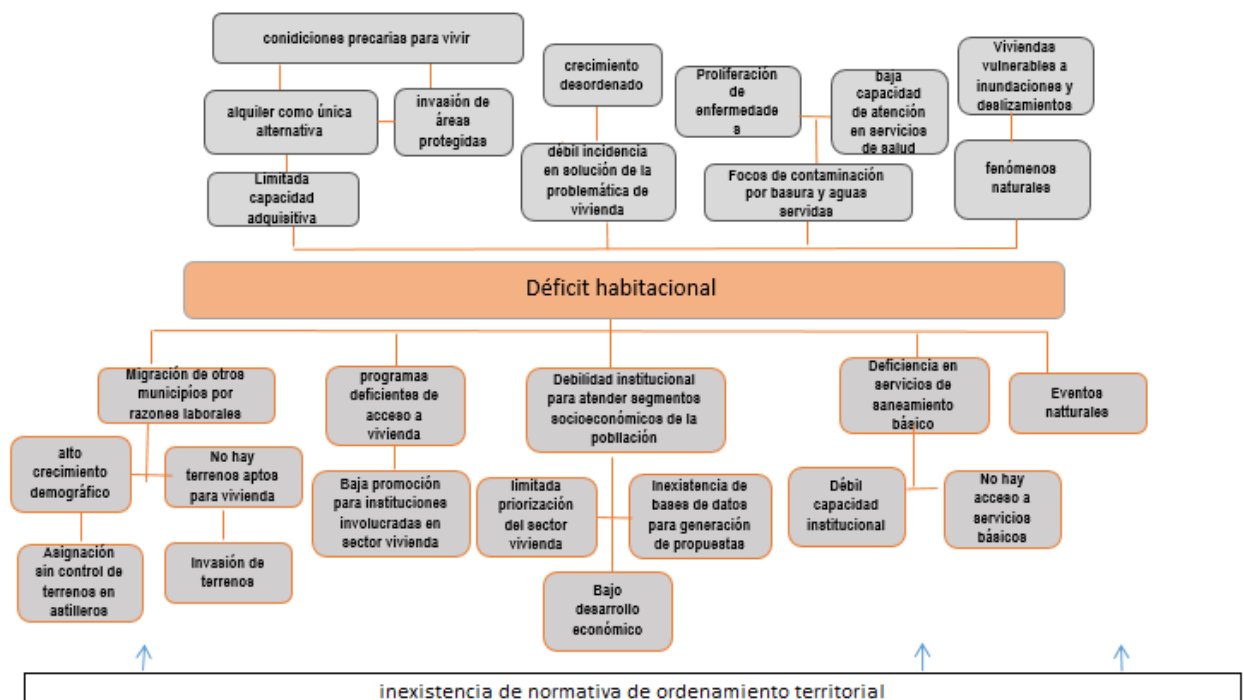 conidiciones precarias para vivir
alquiler como única
alternativa
invasión de
áreas
protegidas
Limitada
capacidad
adquisitiva
crecimiento
desordenado
débil incidencia
en solución de la
problemática de
vivienda
Proliferación
de
enfermedade
s
baja
capacidad
de atención
en servicios
de salud
Focos de contaminación
por basura y aguas
servidas
Viviendas
vulnerables a
inundaciones y
deslizamientos
fenómenos
naturales
Déficit habitacional
Migración de otros
municipíos por
razones laborales
alto
crecimiento
demográfico
No hay
terrenos aptos
para vivienda
Asignación
sin control de
terrenos en
astilleros
Invasión de
terrenos
programas
deficientes de
acceso a
vivienda
Baja promoción
para instituciones
involucradas en
sector vivienda
Debilidad institucional
para atender segmentos
socioeconómicos de la
pobllación
limitada
priorización
del sector
vivienda
Inexistencia de
bases de datos
para generación
de propuestas
Bajo
desarrollo
económico
Deficiencia en
servicios de
saneamiento
básico
Débil
capacidad
institucional
No hay
acceso a
servicios
básicos
Eventos
natturales
inexistencia de normativa de ordenamiento territorial